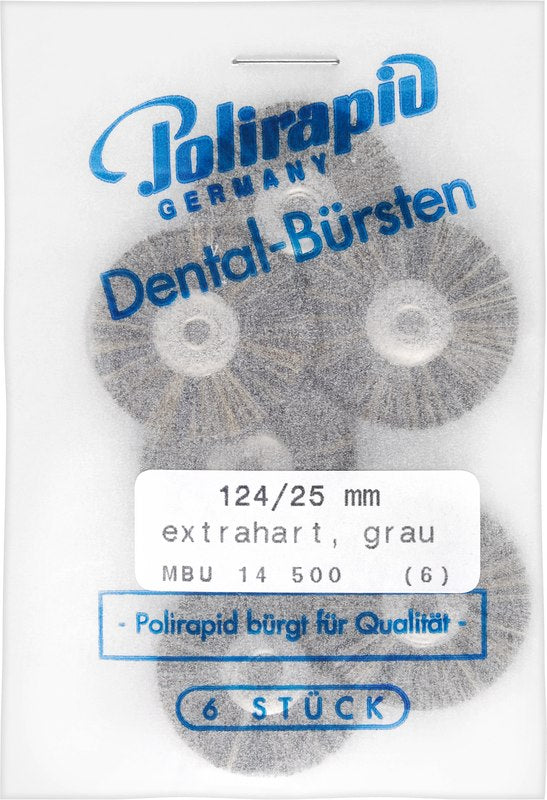 Polirapid
GERMANY
Dental-Bürsten
124/25 mm
extrahart, grau
MBU 14 500 (6)
- Polirapid bürgt für Qualität -
6 STÜCK